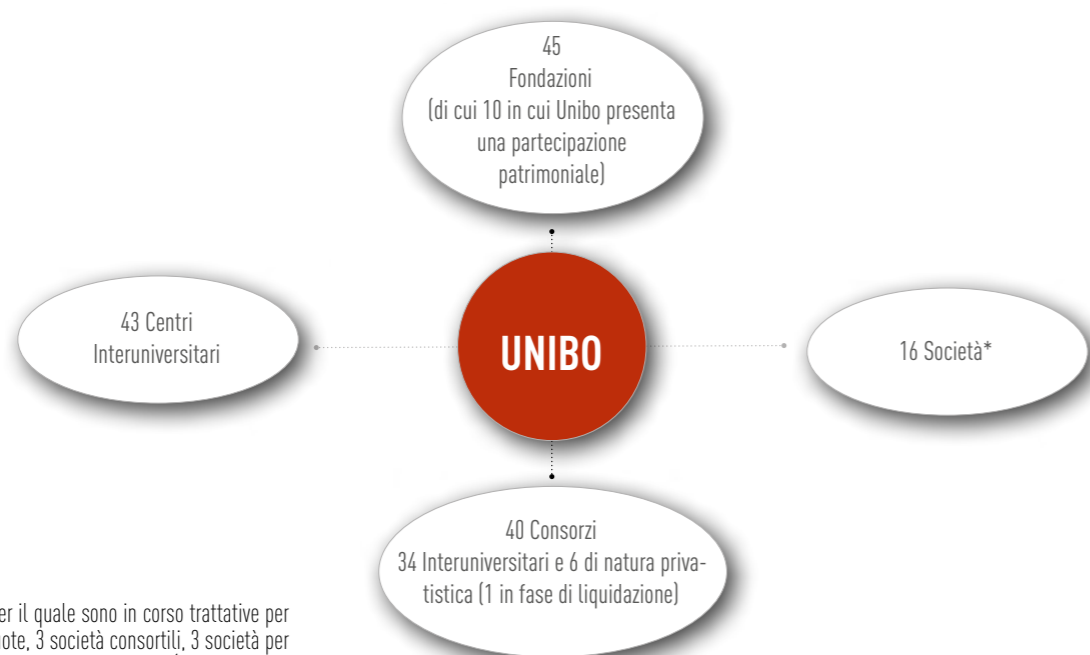 45
Fondazioni
(di cui 10 in cui Unibo presenta
una partecipazione
patrimoniale)
43 Centri
Interuniversitari
UNIBO
16 Società*
40 Consorzi
34 Interuniversitari e 6 di natura priva-
tistica (1 in fase di liquidazione)
per il quale sono in corso trattative per
3 società consortili, 3 società per